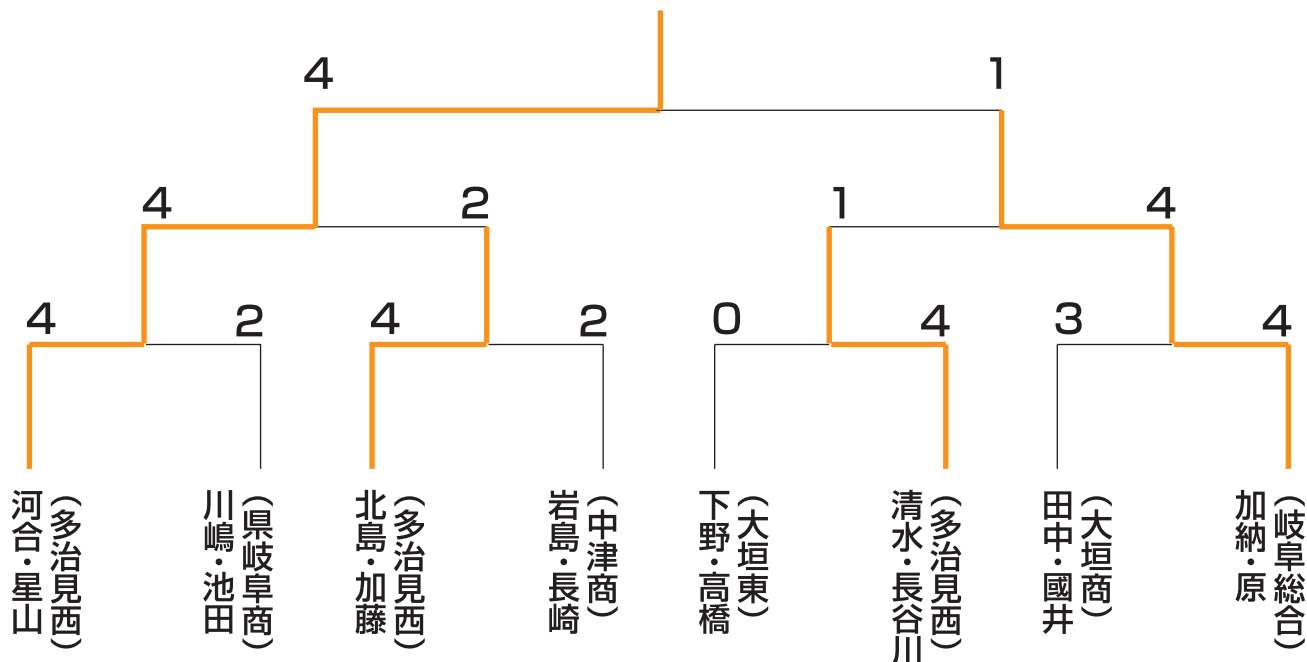 4
1
4
2
1
4
4
2
4
2
0
4
3
4
河合・星山
（多治見西）
川嶋・池田
（県岐阜商）
北島・加藤
（多治見西）
岩島・長崎
（中津商）
下野・高橋
（大垣東）
清水・長谷川
（多治見西）
田中・國井
（大垣商）
加納・原
（岐阜総合）